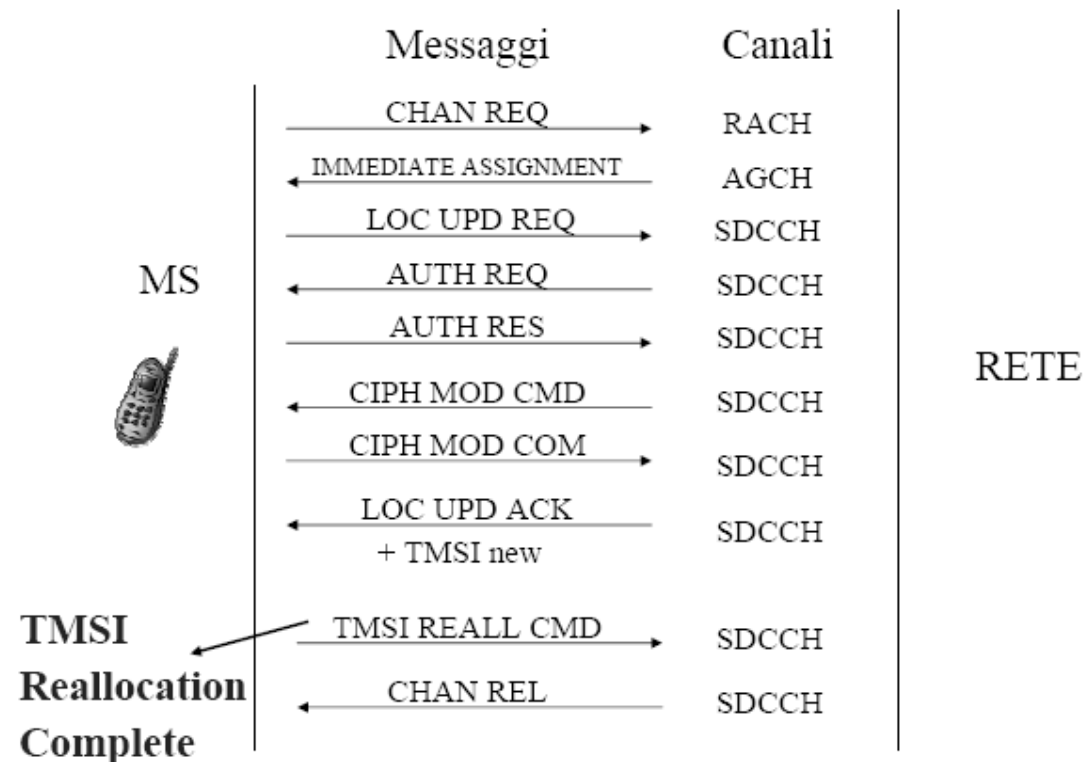 Messaggi Canali
CHAN REQ RACH
IMMEDIATE ASSIGNMENT AGCH
LOC UPD REQ SDCCH
MS AUTH REQ SDCCH
AUTH RES SDCCH
RETE
CIPH MOD CMD SDCCH
CIPH MOD COM SDCCH
LOC UPD ACK SDCCH
+ TMSI new
TMSI TMSI REALL CMD SDCCH
Reallocation CHAN REL SDCCH
Complete